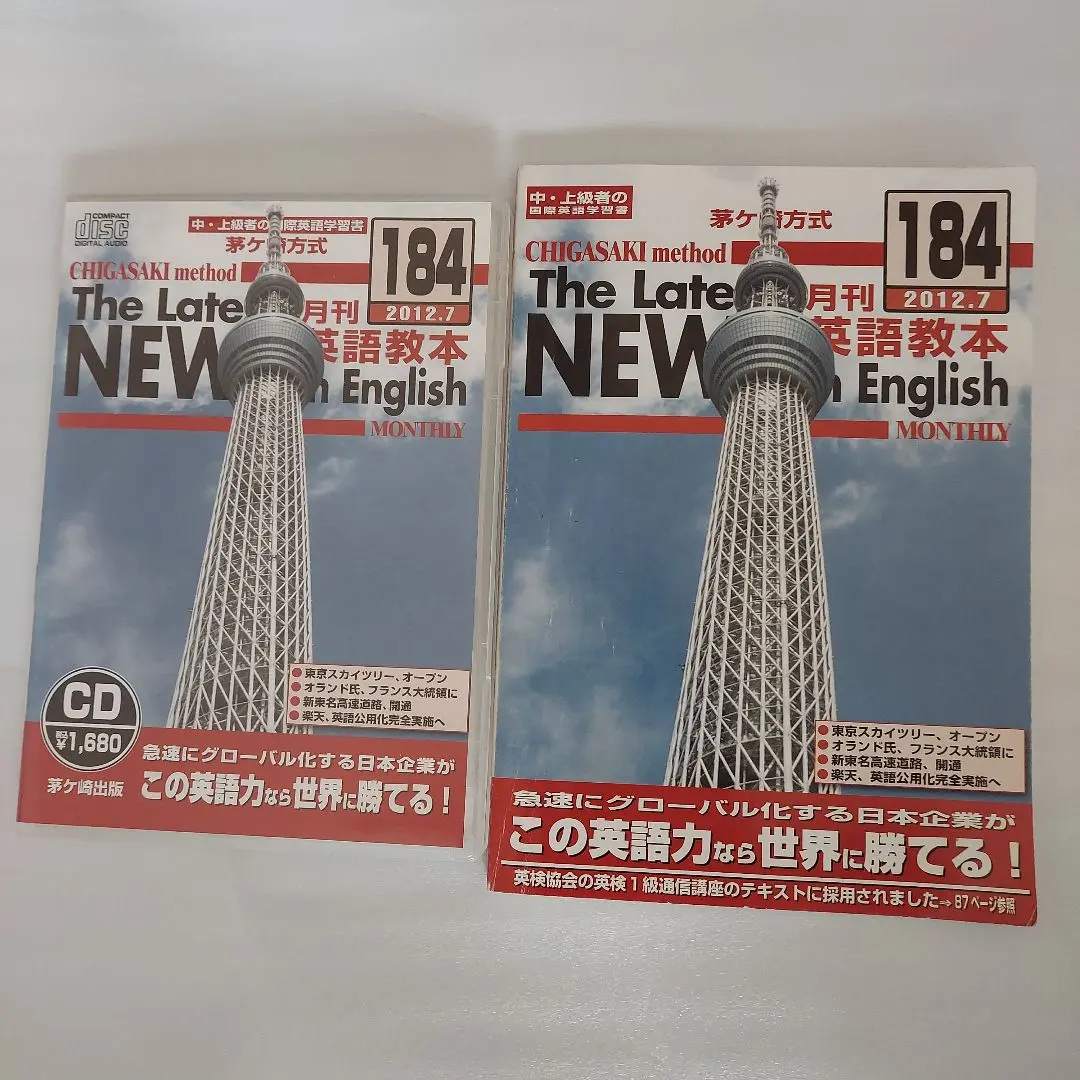 COMPACT
disc
DIGITAL AUDIO
中・上級者の国際英語学習書
茅ケ崎方式
184
2012.7
CHIGASAKI method
The Late
月刊
英語教本
NEW
in English
MONTHLY
東京スカイツリー、オープン
オランド氏、フランス大統領に
新東名高速道路、開通
楽天、英語公用化完全実施へ
CD
税込
¥1,680
急速にグローバル化する日本企業が
この英語力なら世界に勝てる!
茅ケ崎出版
中・上級者の
国際英語学習書
茅ケ崎方式
184
2012.7
CHIGASAKI method
The Late
月刊
英語教本
NEW
in English
MONTHLY
東京スカイツリー、オープン
オランド氏、フランス大統領に
新東名高速道路、開通
楽天、英語公用化完全実施へ
急速にグローバル化する日本企業が
この英語力なら世界に勝てる!
英検協会の英検1級通信講座のテキストに採用されました⇒87ページ参照